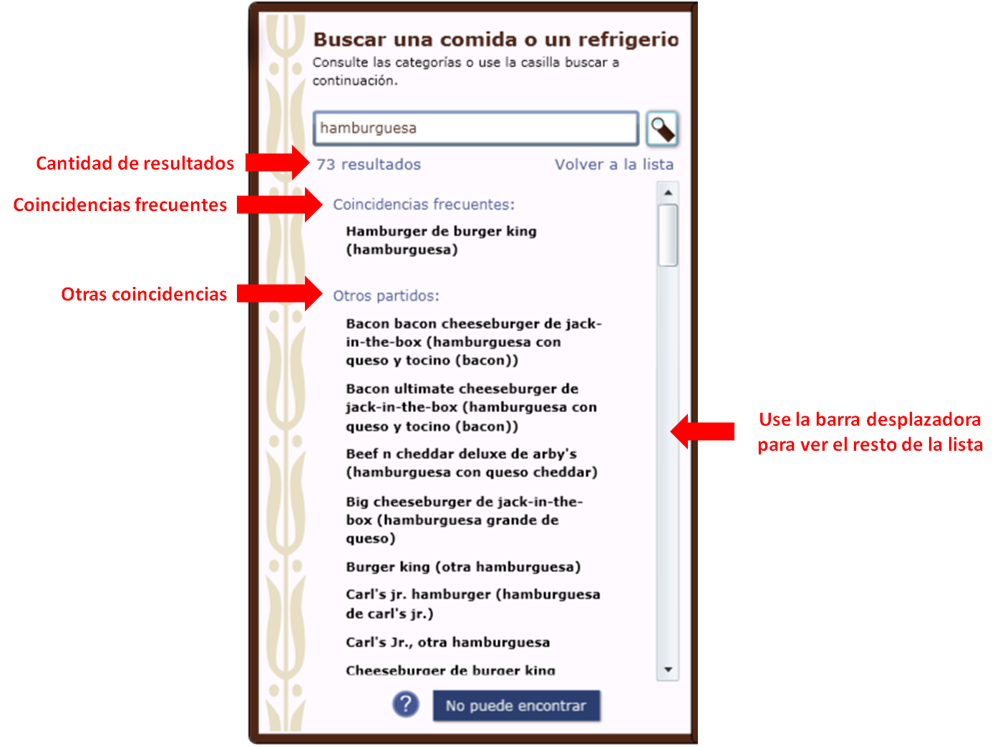 Buscar una comida o un refrigerio
Consulte las categorías o use la casilla buscar a
continuación.
hamburguesa
Cantidad de resultados
73 resultados
Volver a la lista
Coincidencias frecuentes
Coincidencias frecuentes:
Hamburger de burger king
(hamburguesa)
Otras coincidencias
Otros partidos:
Bacon bacon cheeseburger de jack-
in-the-box (hamburguesa con
queso y tocino (bacon))
Bacon ultimate cheeseburger de
jack-in-the-box (hamburguesa con
queso y tocino (bacon))
Beef n cheddar deluxe de arby's
(hamburguesa con queso cheddar)
Big cheeseburger de jack-in-the-
box (hamburguesa grande de
queso)
Burger king (otra hamburguesa)
Carl's jr. hamburger (hamburguesa
de carl's jr.)
Carl's Jr., otra hamburguesa
Cheeseburger de burger king
Use la barra desplazadora
para ver el resto de la lista
?
No puede encontrar